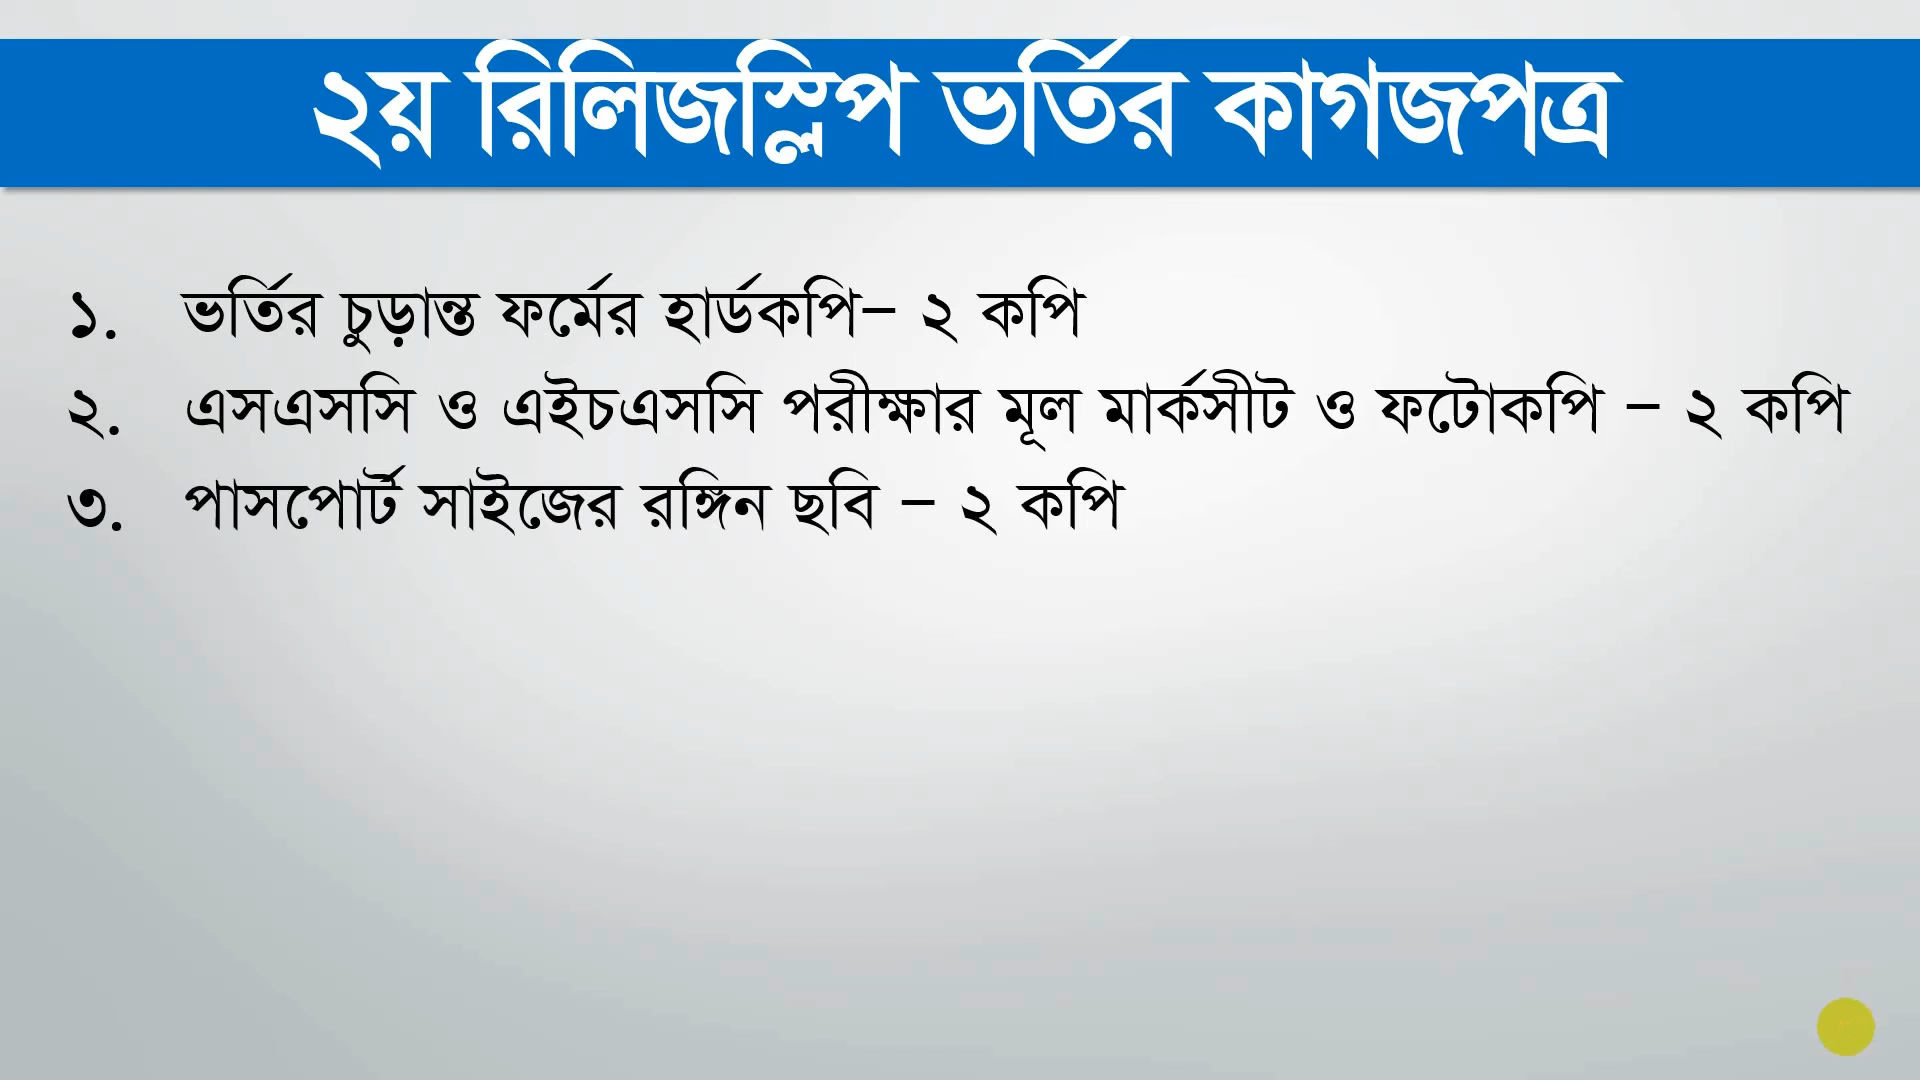 ২য় রিলিজস্লিপ ভর্তির কাগজপত্র
১. ভর্তির চুড়ান্ত ফর্মের হার্ডকপি– ২ কপি
২. এসএসসি ও এইচএসসি পরীক্ষার মূল মার্কসীট ও ফটোকপি – ২ কপি
৩. পাসপোর্ট সাইজের রঙ্গিন ছবি – ২ কপি